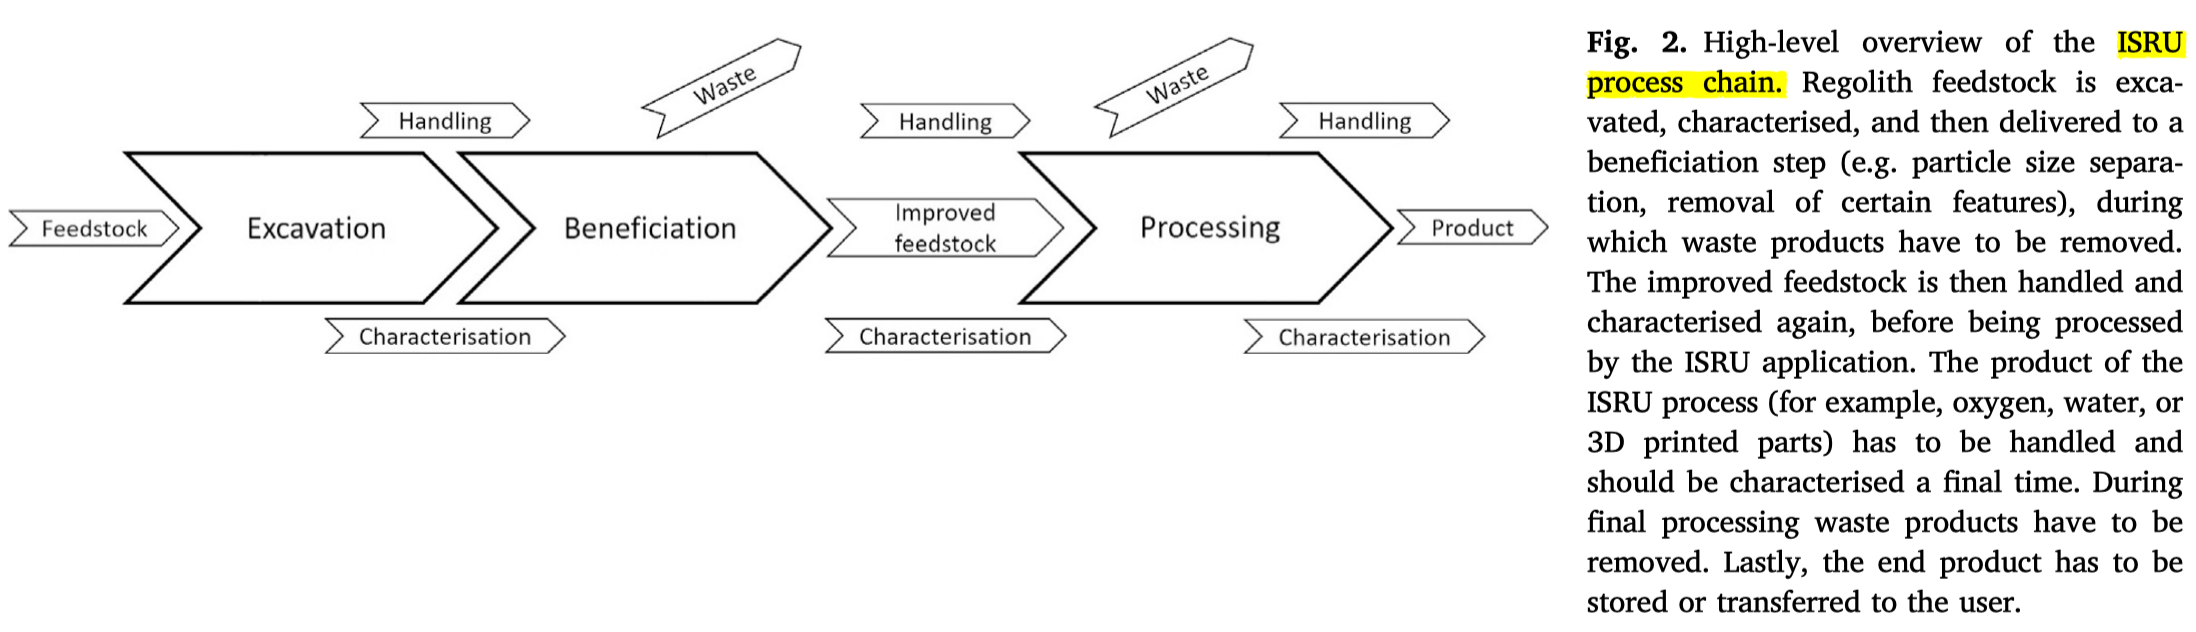 Waste
Waste
Handling
Handling
Handling
Feedstock
Excavation
Beneficiation
Improved
feedstock
Processing
Product
Characterisation
Characterisation
Characterisation
Fig. 2. High-level overview of the ISRU
process chain. Regolith feedstock is exca-
vated, characterised, and then delivered to a
beneficiation step (e.g. particle size separa-
tion, removal of certain features), during
which waste products have to be removed.
The improved feedstock is then handled and
characterised again, before being processed
by the ISRU application. The product of the
ISRU process (for example, oxygen, water, or
3D printed parts) has to be handled and
should be characterised a final time. During
final processing waste products have to be
removed. Lastly, the end product has to be
stored or transferred to the user.